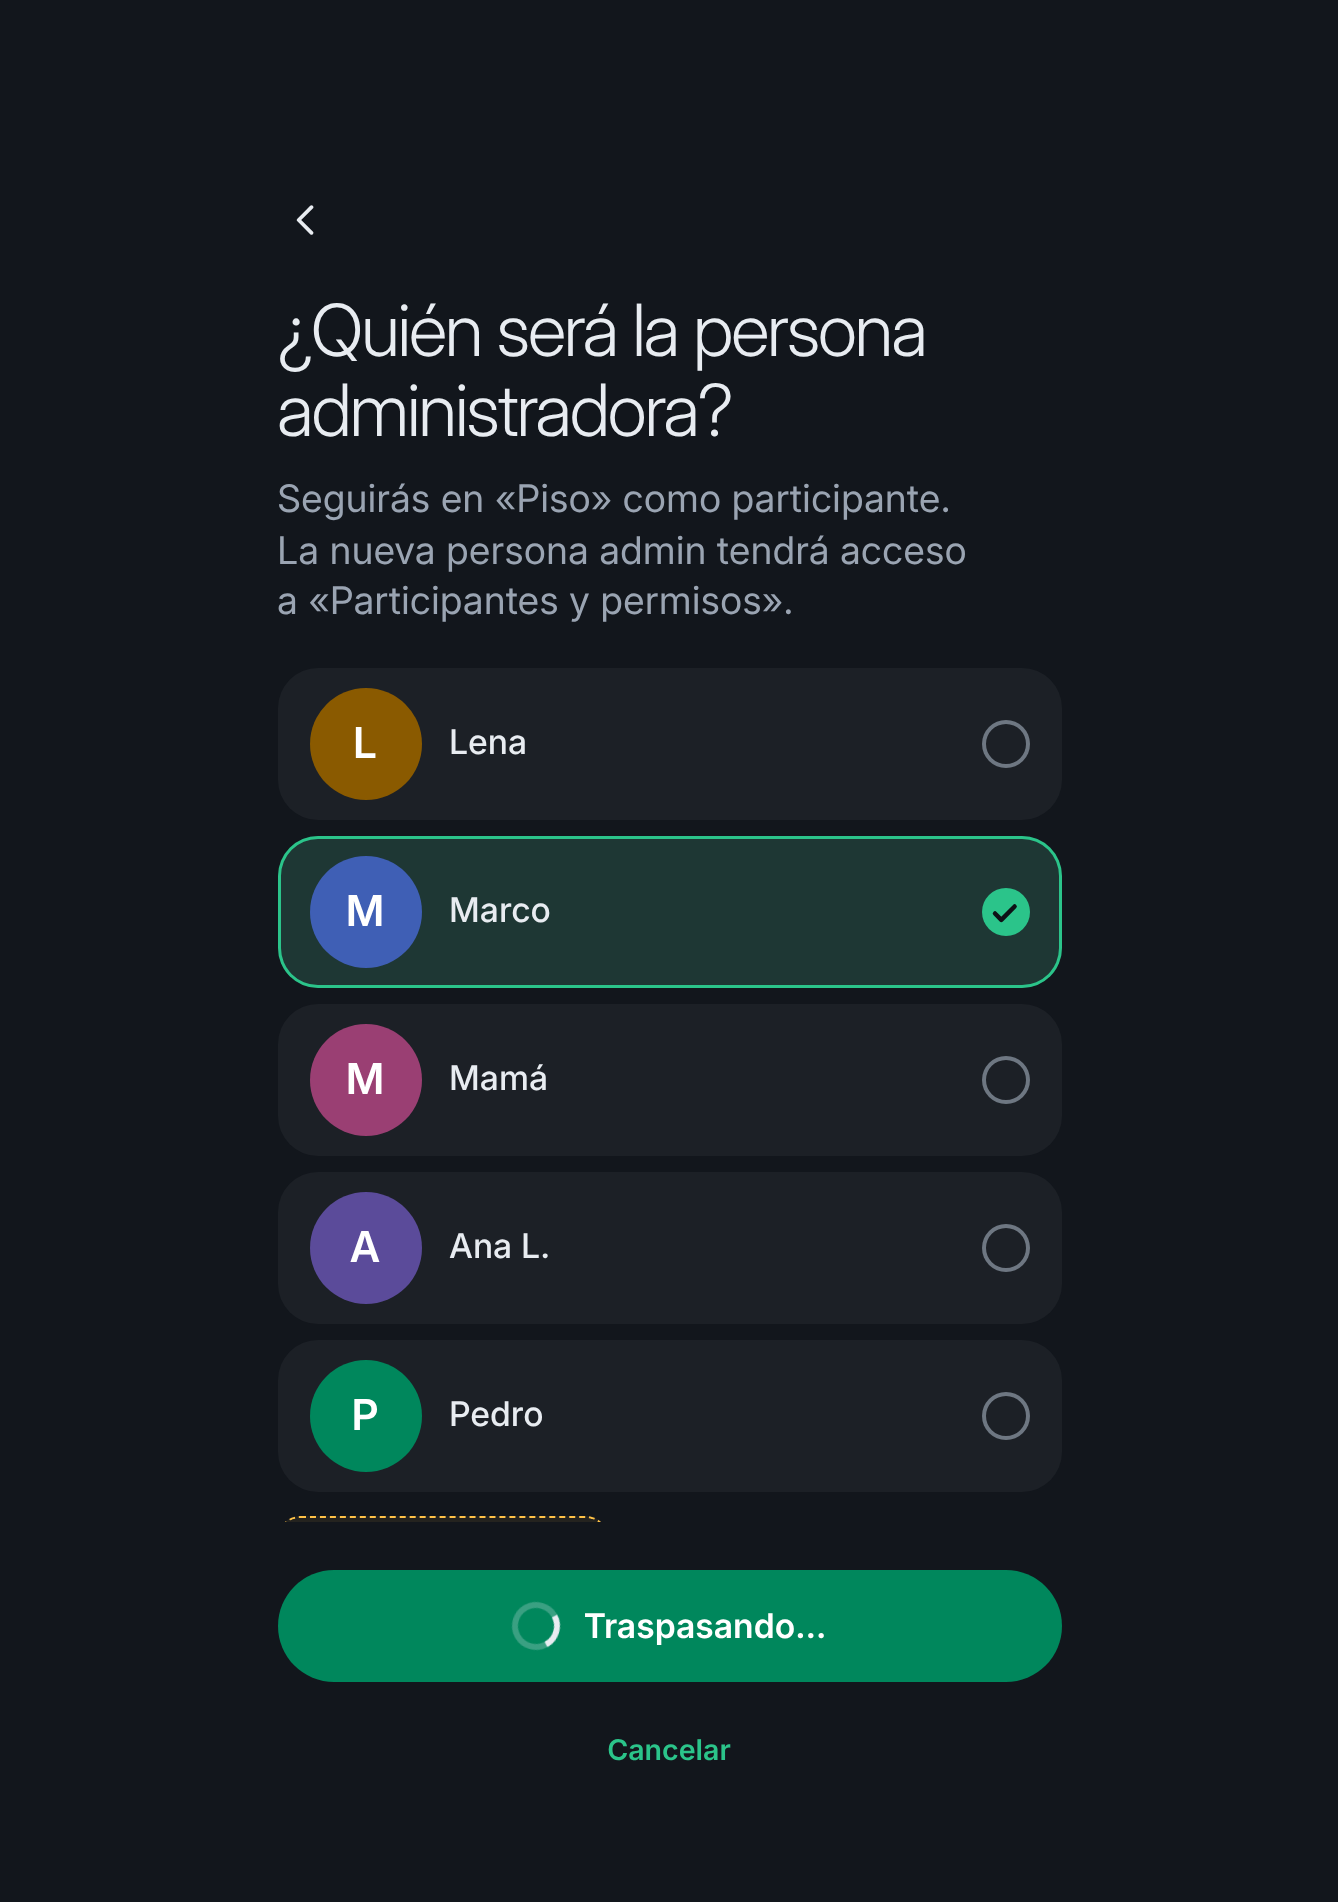 ¿Quién será la persona
administradora?
Seguirás en «Piso» como participante.
La nueva persona admin tendrá acceso
a «Participantes y permisos».
L Lena
M Marco
M Mamá
A Ana L.
P Pedro
Traspasando...
Cancelar